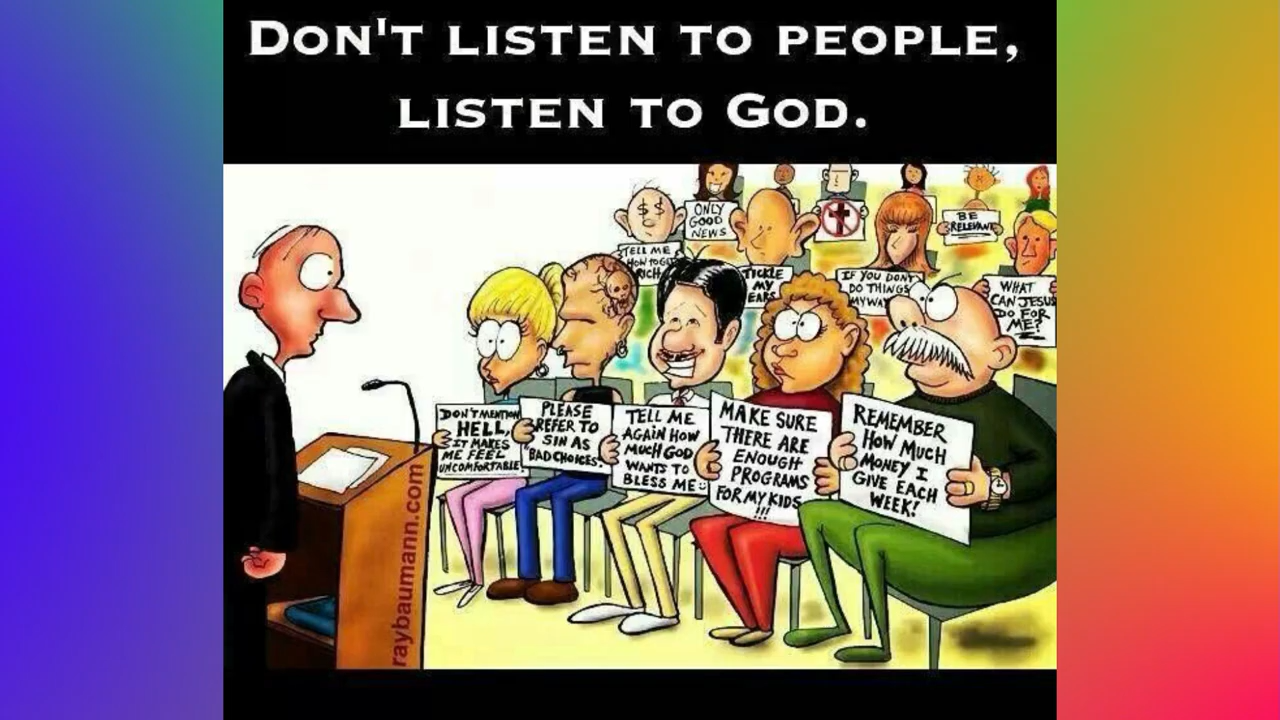 DON'T LISTEN TO PEOPLE,
LISTEN TO GOD.
ONLY
GOOD
NEWS
BE
RELEVANT
TELL ME
HOW TO GET
RICH
TICKLE
MY
EARS
IF YOU DON'T
DO THINGS
MY WAY
WHAT
CAN JESUS
DO FOR
ME?
DON'T MENTION
HELL,
IT MAKES
ME FEEL
UNCOMFORTABLE.
PLEASE
REFER TO
SIN AS
"BAD CHOICES."
TELL ME
AGAIN HOW
MUCH GOD
WANTS TO
BLESS ME
MAKE SURE
THERE ARE
ENOUGH
PROGRAMS
FOR MY KIDS
!!!
REMEMBER
HOW MUCH
MONEY I
GIVE EACH
WEEK!
raybaumann.com